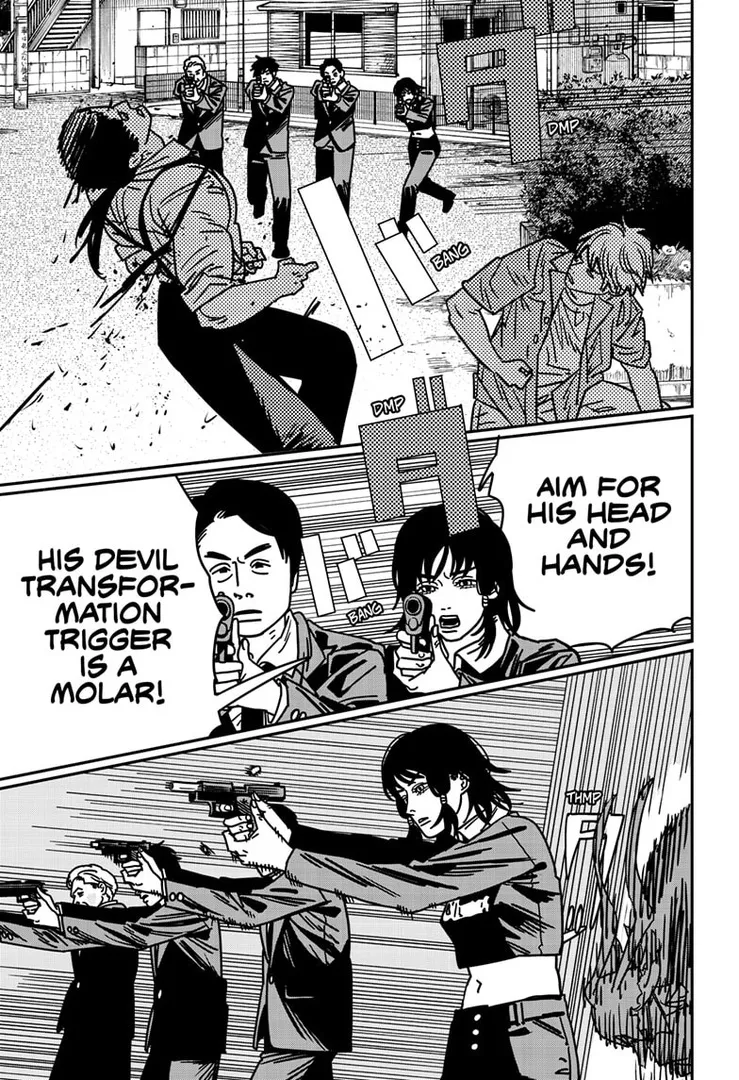 DMP
BANG
DMP
AIM FOR
HIS HEAD
AND
HANDS!
HIS DEVIL
TRANSFOR-
MATION
TRIGGER
IS A
MOLAR!
BANG
THMP